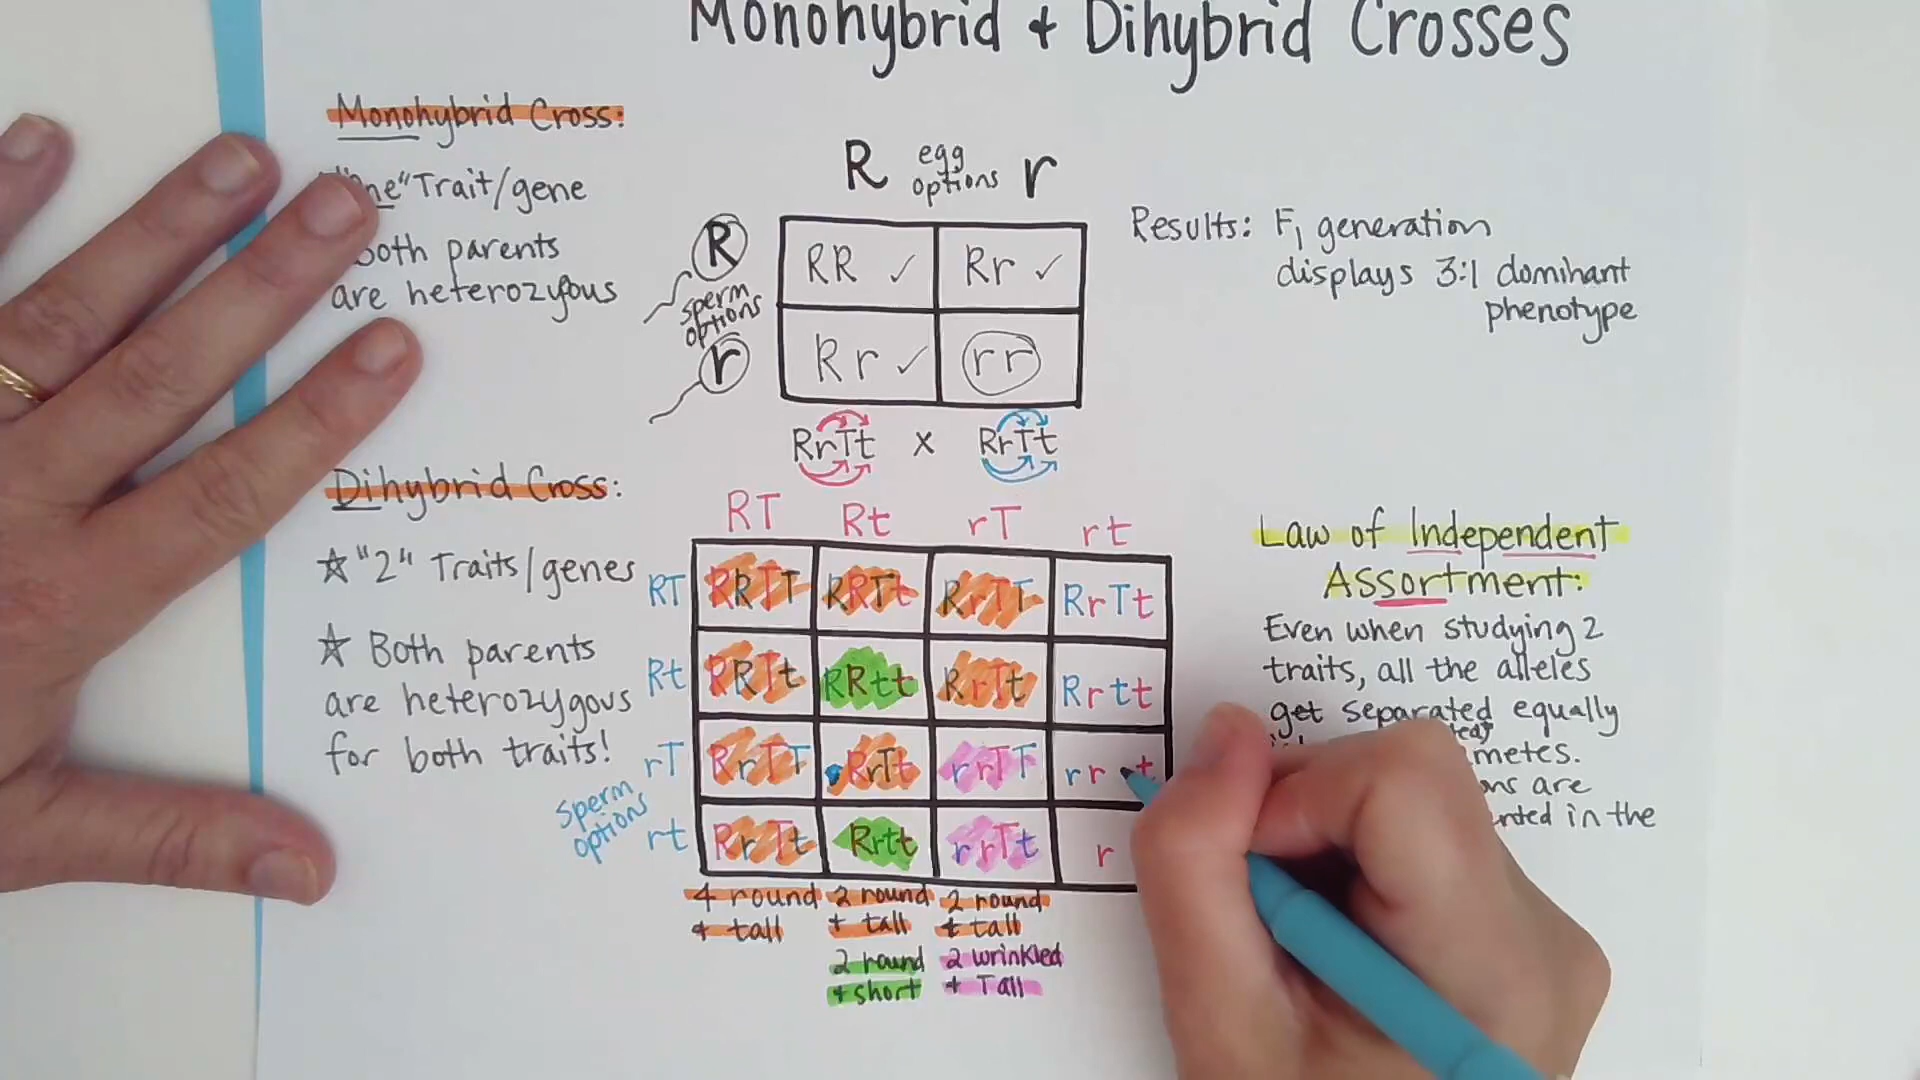 Monohybrid + Dihybrid Crosses
Monohybrid Cross:
Trait/gene
both parents
are heterozyous
R egg options r
R
sperm
options
r
RR ✓ Rr ✓
Rr ✓ rr
Results: F1 generation
displays 3:1 dominant
phenotype
RrTt x RrTt
Dihybrid Cross:
☆ "2" Traits/genes
☆ Both parents
are heterozygous
for both traits!
sperm
options
RT Rt rT rt
RT RRTT RRTt RrTT RrTt
Rt RRTt RRtt RrTt Rrtt
rT RrTT RrTt rrTT rr t
rt RrTt Rrtt rrTt r
4 round
+ tall
2 round
+ tall
2 round
+ short
2 round
+ tall
2 wrinkled
+ Tall
Law of Independent
Assortment:
Even when studying 2
traits, all the alleles
get separated equally
are
in the